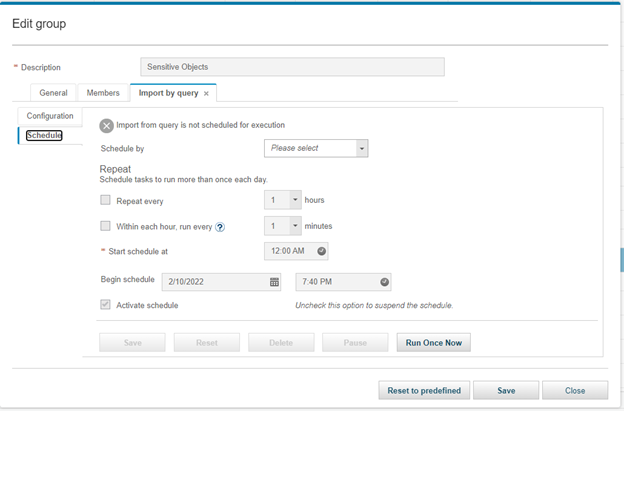 Edit group
* Description
Sensitive Objects
General Members Import by query ×
Configuration
Schedule
Import from query is not scheduled for execution
Schedule by Please select
Repeat
Schedule tasks to run more than once each day.
Repeat every 1 hours
Within each hour, run every ? 1 minutes
* Start schedule at 12:00 AM
Begin schedule 2/10/2022 7:40 PM
Activate schedule Uncheck this option to suspend the schedule.
Save Reset Delete Pause Run Once Now
Reset to predefined Save Close